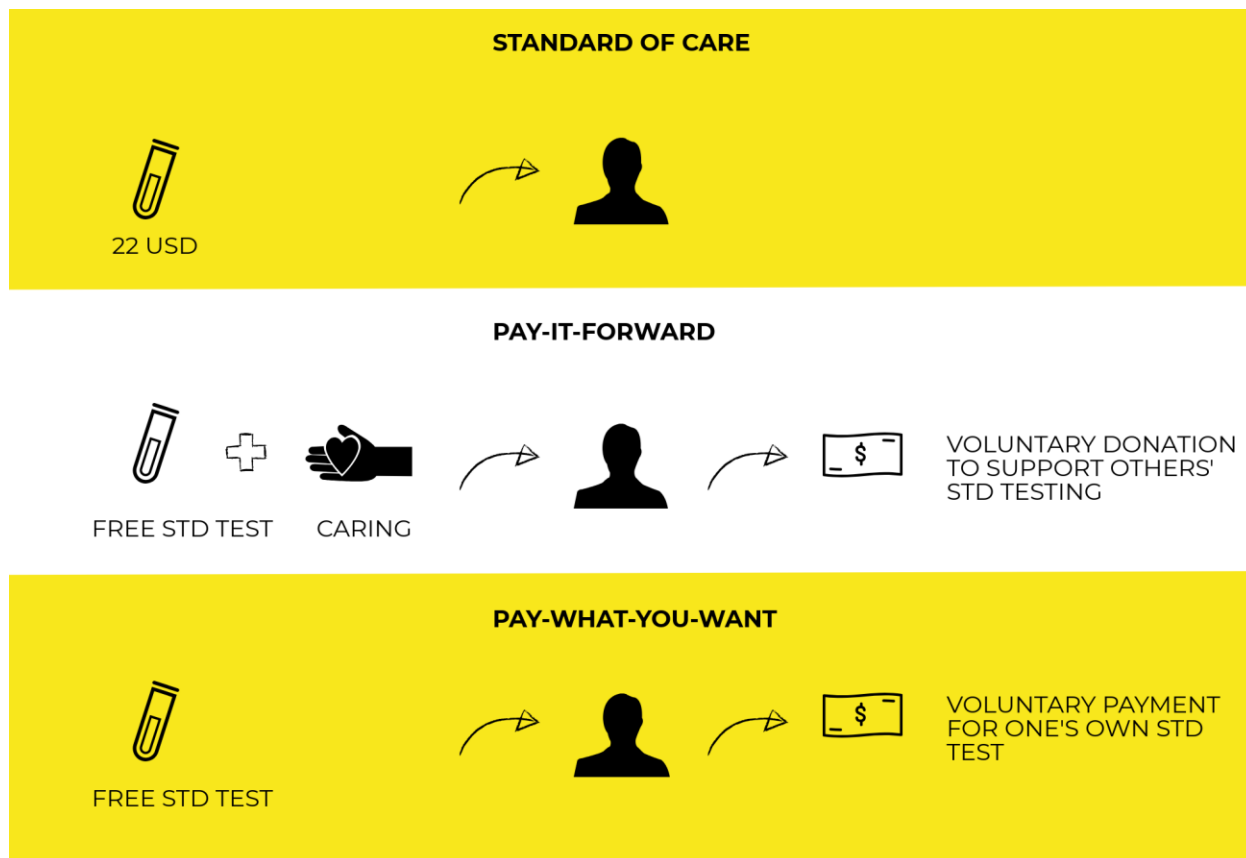 STANDARD OF CARE
22 USD
PAY-IT-FORWARD
FREE STD TEST
CARING
$
VOLUNTARY DONATION
TO SUPPORT OTHERS'
STD TESTING
PAY-WHAT-YOU-WANT
FREE STD TEST
$
VOLUNTARY PAYMENT
FOR ONE'S OWN STD
TEST